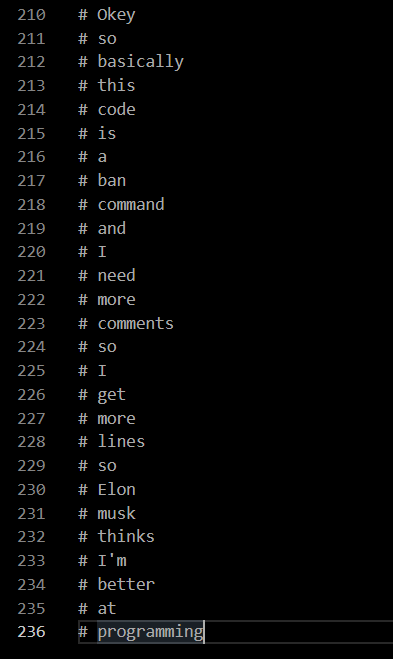 210 # Okey
211 # so
212 # basically
213 # this
214 # code
215 # is
216 # a
217 # ban
218 # command
219 # and
220 # I
221 # need
222 # more
223 # comments
224 # so
225 # I
226 # get
227 # more
228 # lines
229 # so
230 # Elon
231 # musk
232 # thinks
233 # I'm
234 # better
235 # at
236 # programming